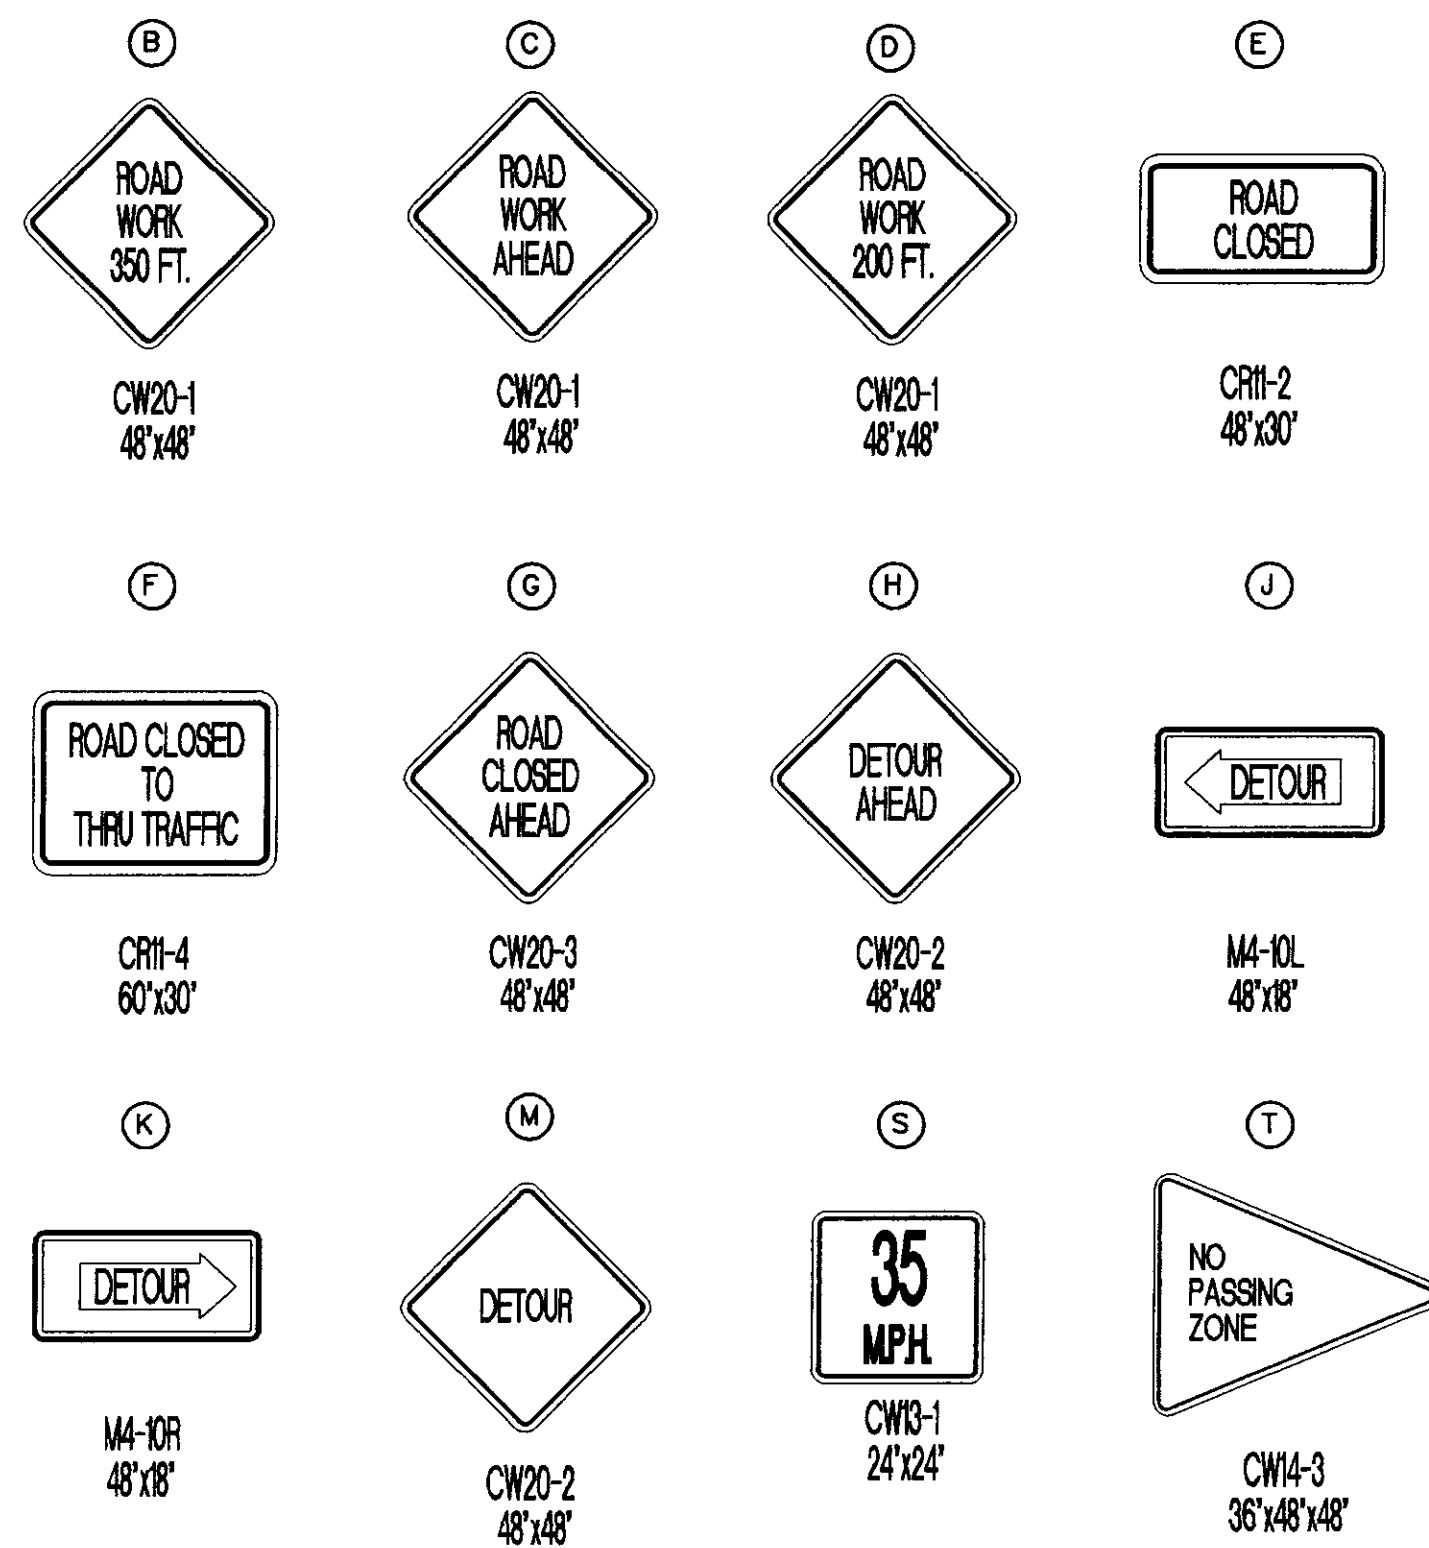 B
ROAD
WORK
350 FT.
CW20-1
48"x48"
C
ROAD
WORK
AHEAD
CW20-1
48"x48"
D
ROAD
WORK
200 FT.
CW20-1
48"x48"
E
ROAD
CLOSED
CR11-2
48"x30"
F
ROAD CLOSED
TO
THRU TRAFFIC
CR11-4
60"x30"
G
ROAD
CLOSED
AHEAD
CW20-3
48"x48"
H
DETOUR
AHEAD
CW20-2
48"x48"
J
DETOUR
M4-10L
48"x18"
K
DETOUR
M4-10R
48"x18"
M
DETOUR
CW20-2
48"x48"
S
35
M.P.H.
CW13-1
24"x24"
T
NO
PASSING
ZONE
CW14-3
36"x48"x48"